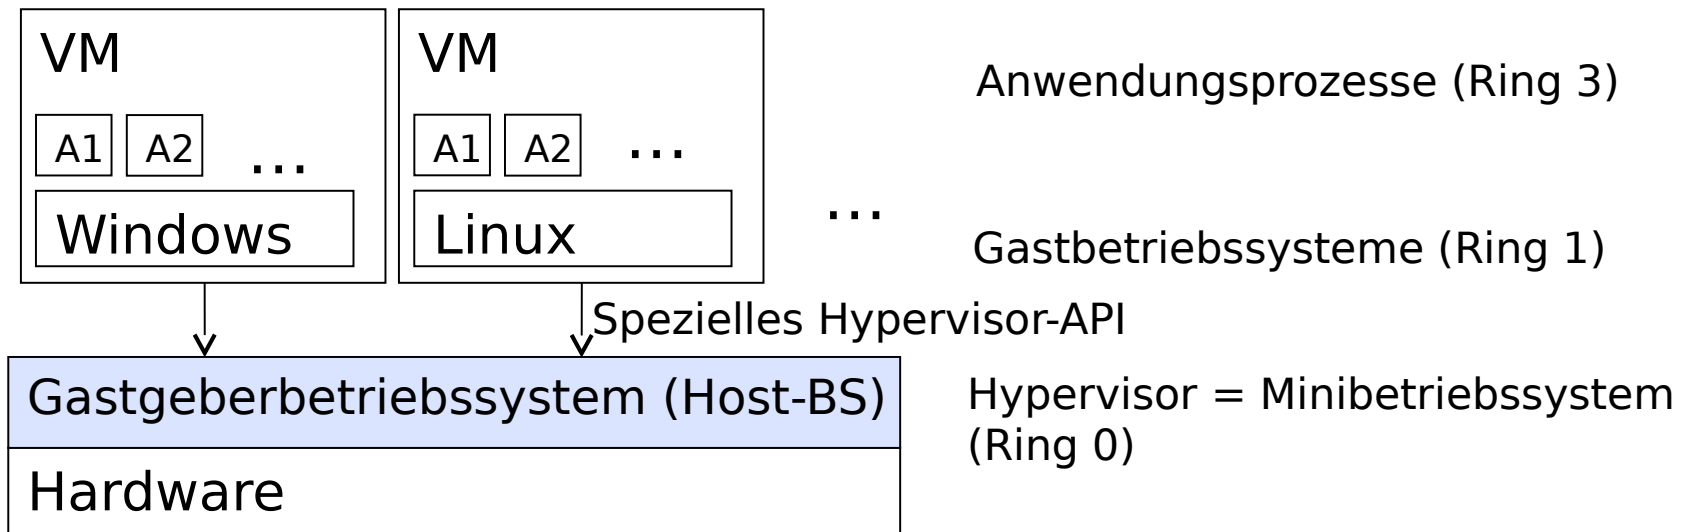 VM
VM
Anwendungsprozesse (Ring 3)
A1 A2 ...
A1 A2 ...
Windows
Linux
...
Gastbetriebssysteme (Ring 1)
Spezielles Hypervisor-API
Gastgeberbetriebssystem (Host-BS)
Hypervisor = Minibetriebssystem
(Ring 0)
Hardware